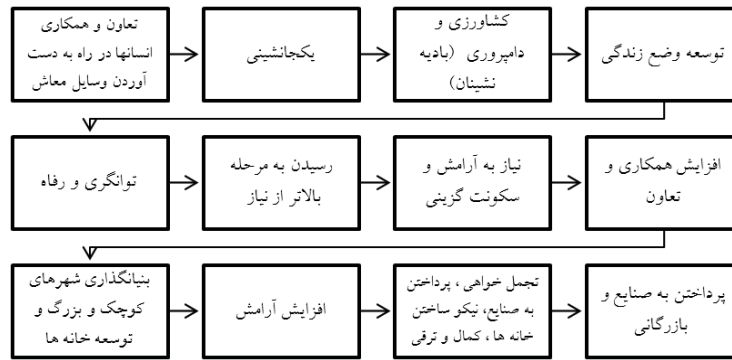 تعاون و همکاری
انسانها در راه به دست
آوردن وسایل معاش
یکجانشینی
کشاورزی و
دامپروری (بادیه
نشینان)
توسعه وضع زندگی
توانگری و رفاه
رسیدن به مرحله
بالاتر از نیاز
نیاز به آرامش و
سکونت گزینی
افزایش همکاری و
تعاون
بنیانگذاری شهرهای
کوچک و بزرگ و
توسعه خانه ها
افزایش آرامش
تجمل خواهی ، پرداختن
به صنایع، نیکو ساختن
خانه ها ، کمال و ترقی
پرداختن به صنایع و
بازرگانی